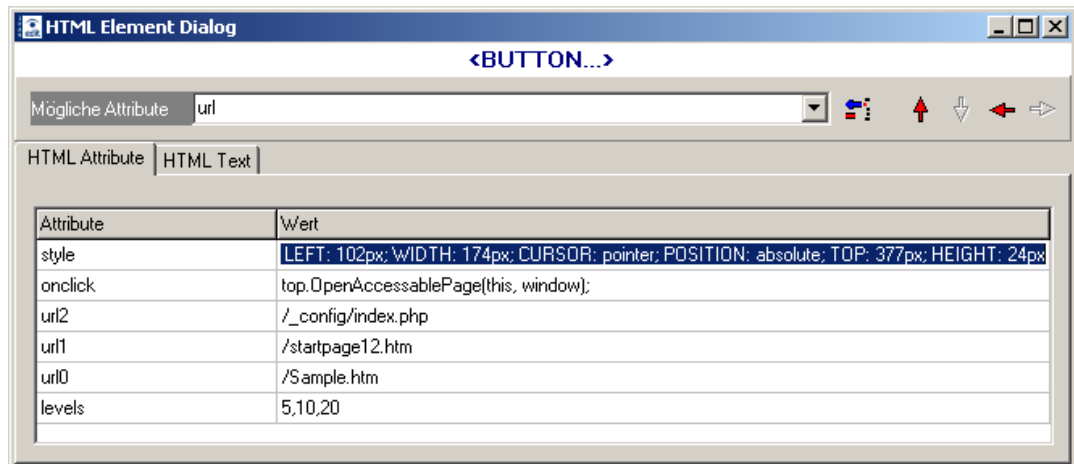 HTML Element Dialog
<BUTTON...>
Mögliche Attribute url
HTML Attribute HTML Text
Attribute Wert
style LEFT: 102px; WIDTH: 174px; CURSOR: pointer; POSITION: absolute; TOP: 377px; HEIGHT: 24px
onclick top.OpenAccessablePage(this, window);
url2 /_config/index.php
url1 /startpage12.htm
url0 /Sample.htm
levels 5,10,20